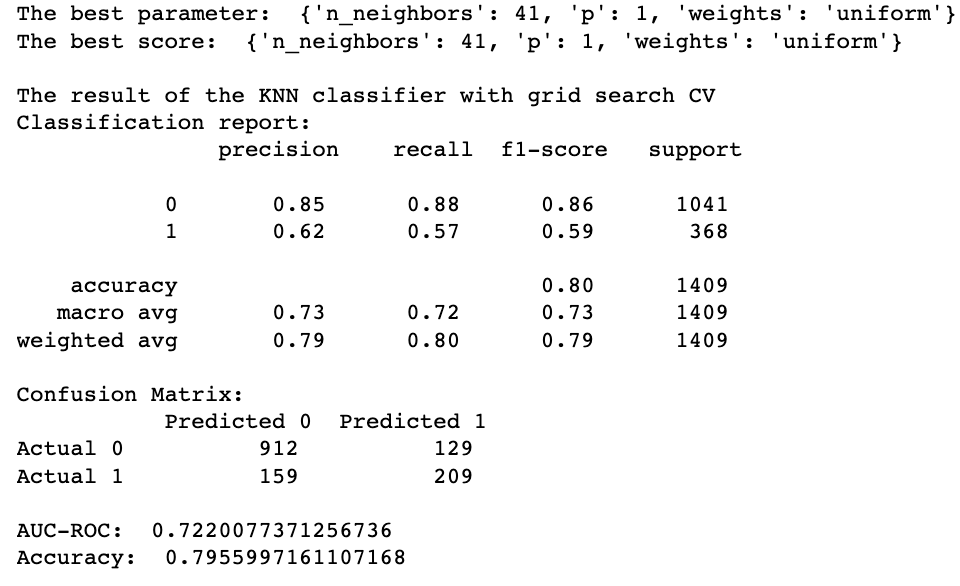 The best parameter:  {'n_neighbors': 41, 'p': 1, 'weights': 'uniform'}
The best score:  {'n_neighbors': 41, 'p': 1, 'weights': 'uniform'}

The result of the KNN classifier with grid search CV
Classification report:
               precision    recall  f1-score   support

           0       0.85      0.88      0.86      1041
           1       0.62      0.57      0.59       368

    accuracy                           0.80      1409
   macro avg       0.73      0.72      0.73      1409
weighted avg       0.79      0.80      0.79      1409

Confusion Matrix:
           Predicted 0  Predicted 1
Actual 0          912          129
Actual 1          159          209

AUC-ROC:  0.7220077371256736
Accuracy:  0.7955997161107168